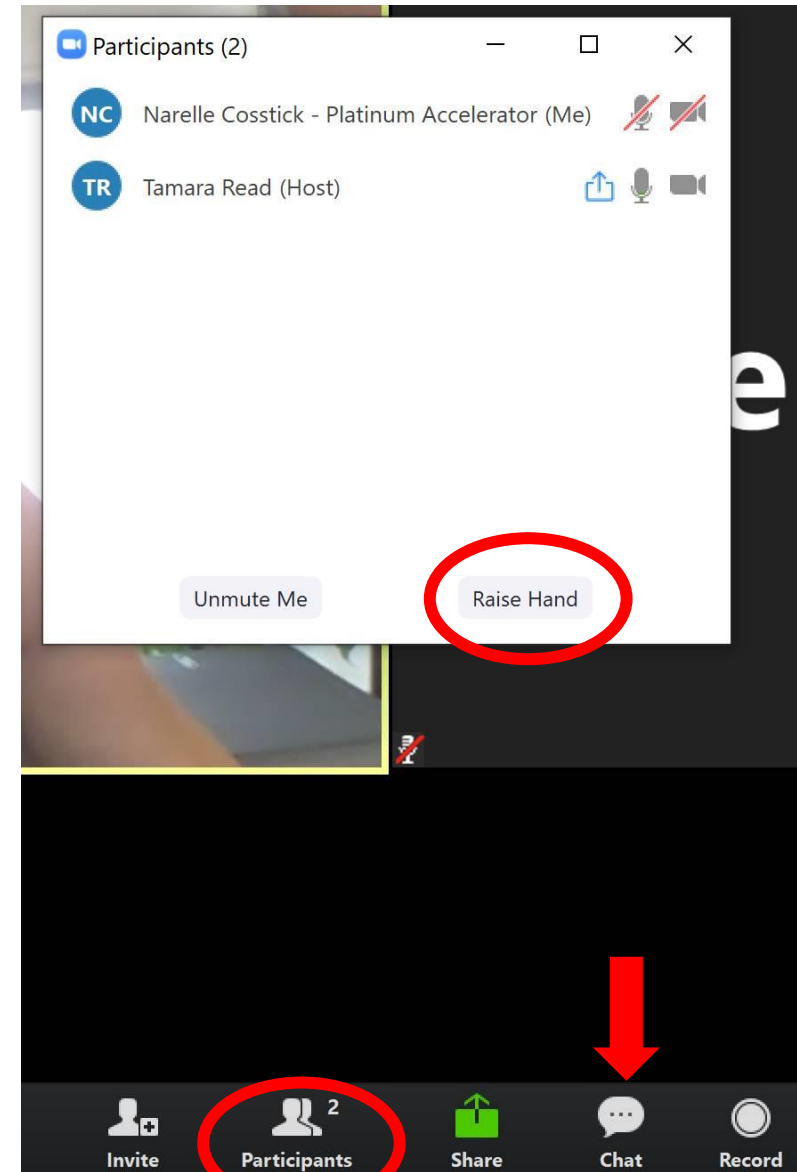 Participants (2)
NC Narelle Cosstick - Platinum Accelerator (Me)
TR Tamara Read (Host)
e
Unmute Me Raise Hand
2
Invite Participants Share Chat Record